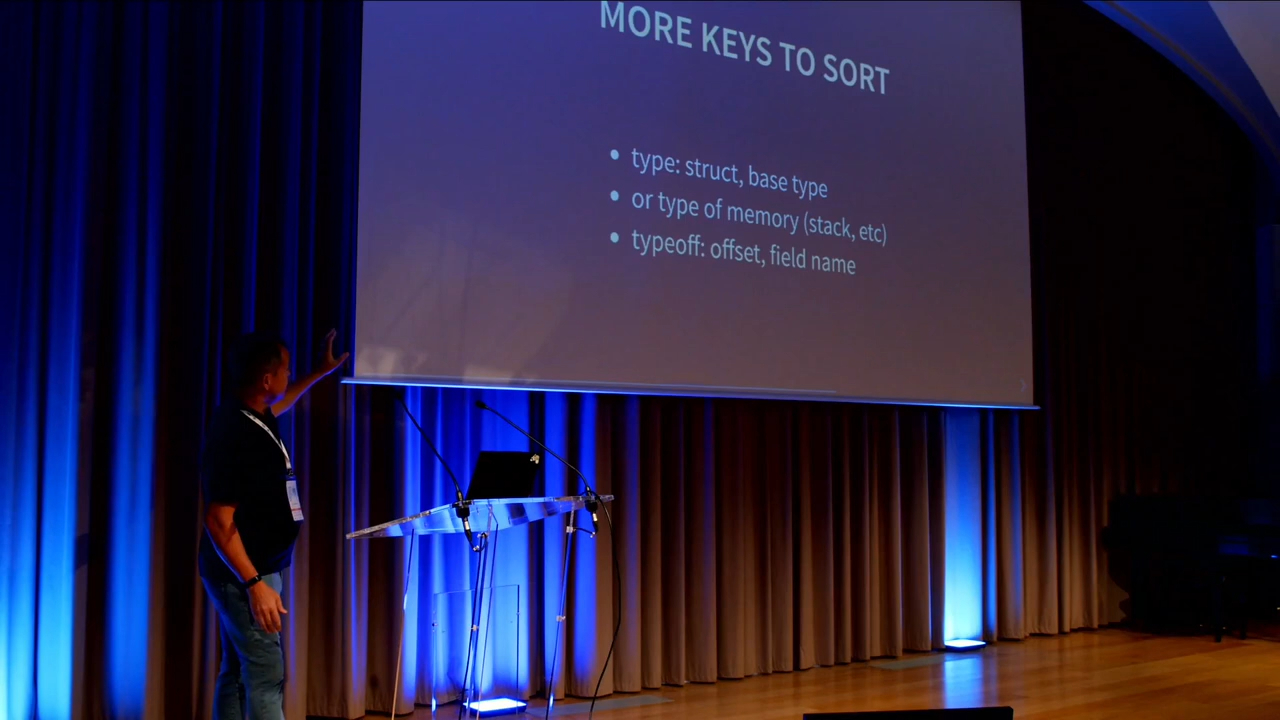 MORE KEYS TO SORT
• type: struct, base type
• or type of memory (stack, etc)
• typeoff: offset, field name